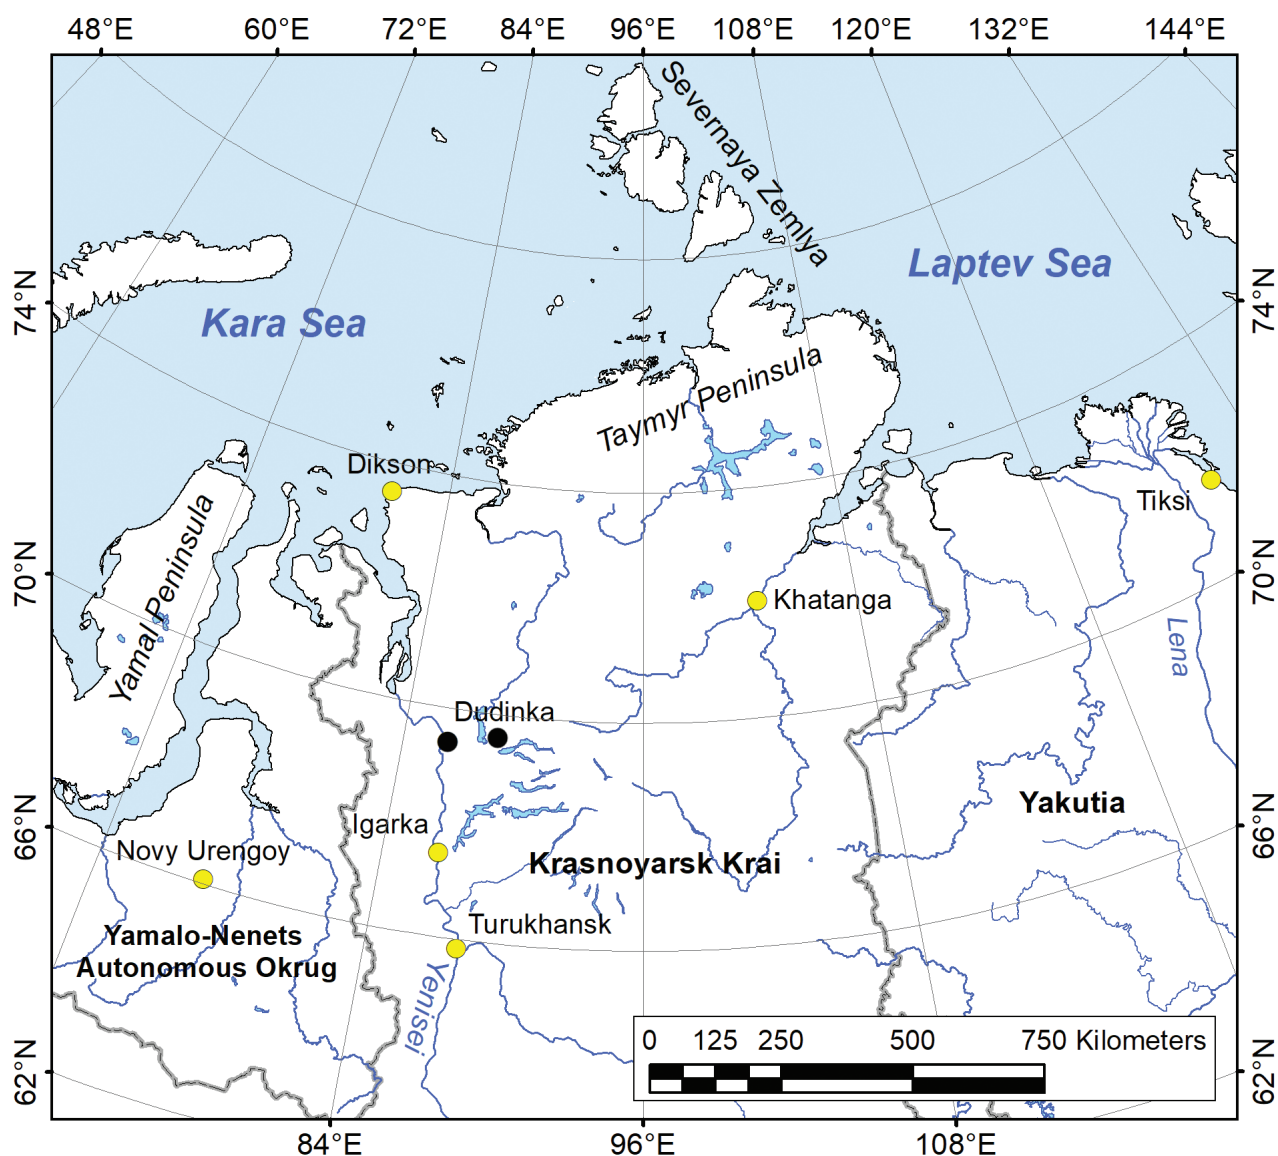 48°E 60°E 72°E 84°E 96°E 108°E 120°E 132°E 144°E
Severnaya Zemlya
Laptev Sea
74°N
Kara Sea
74°N
Taymyr Peninsula
Dikson
Tiksi
Yamal Peninsula
70°N
70°N
Khatanga
Lena
Dudinka
Yakutia
66°N
Igarka
66°N
Novy Urengoy
Krasnoyarsk Krai
Turukhansk
Yamalo-Nenets
Autonomous Okrug
Yenisei
0 125 250 500 750 Kilometers
62°N
62°N
84°E 96°E 108°E